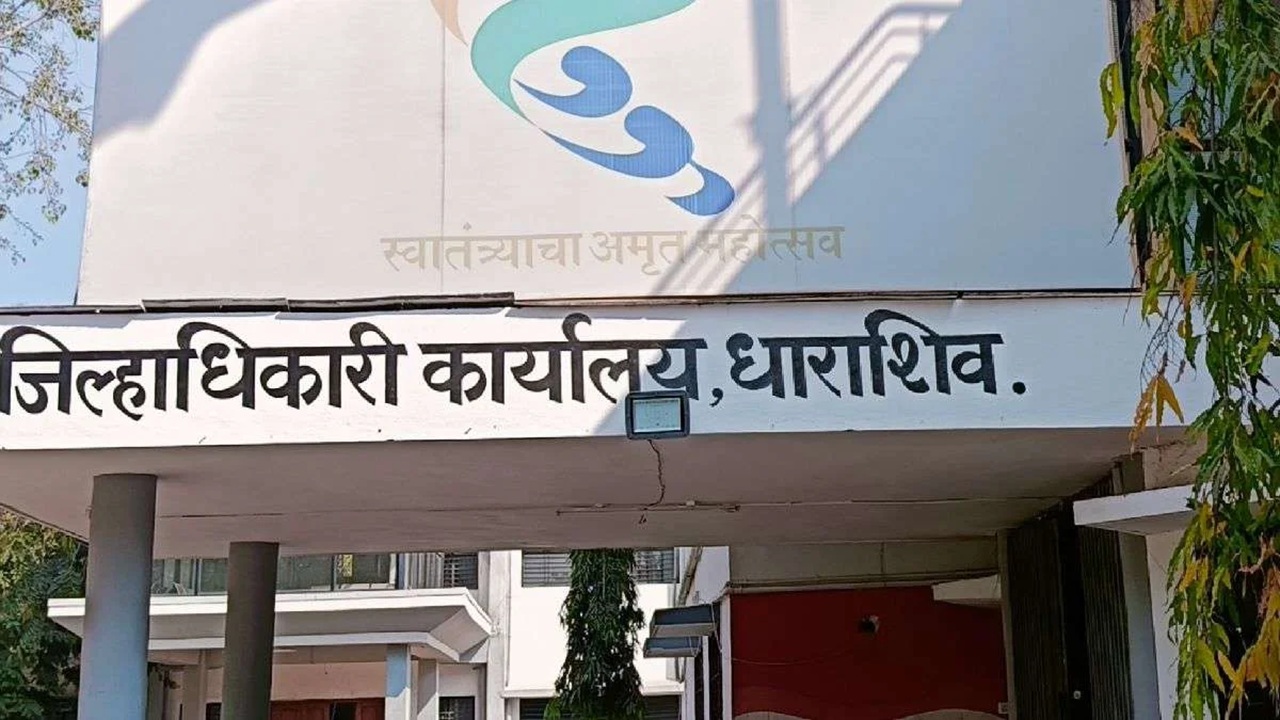 स्वातंत्र्याचा अमृत महोत्सव
जिल्हाधिकारी कार्यालय,धाराशिव.